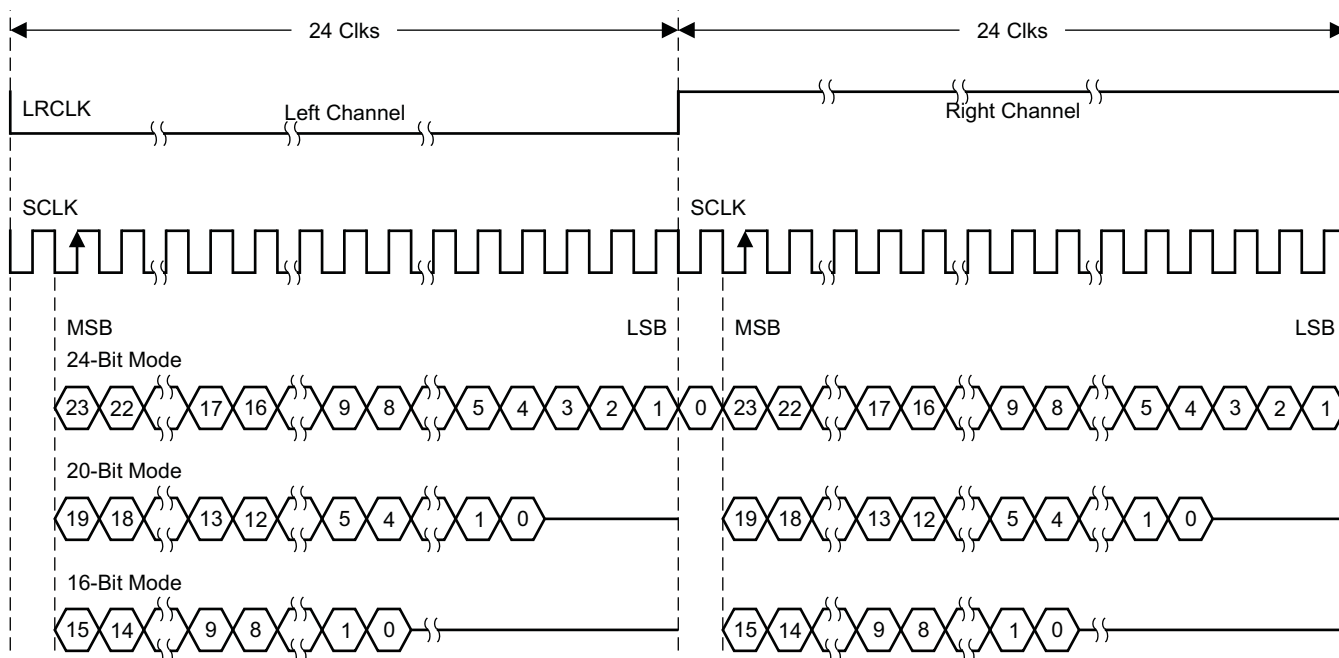 24 Clks 24 Clks
LRCLK Left Channel Right Channel
SCLK SCLK
MSB LSB MSB LSB
24-Bit Mode
23 22 17 16 9 8 5 4 3 2 1 0 23 22 17 16 9 8 5 4 3 2 1
20-Bit Mode
19 18 13 12 5 4 1 0 19 18 13 12 5 4 1 0
16-Bit Mode
15 14 9 8 1 0 15 14 9 8 1 0